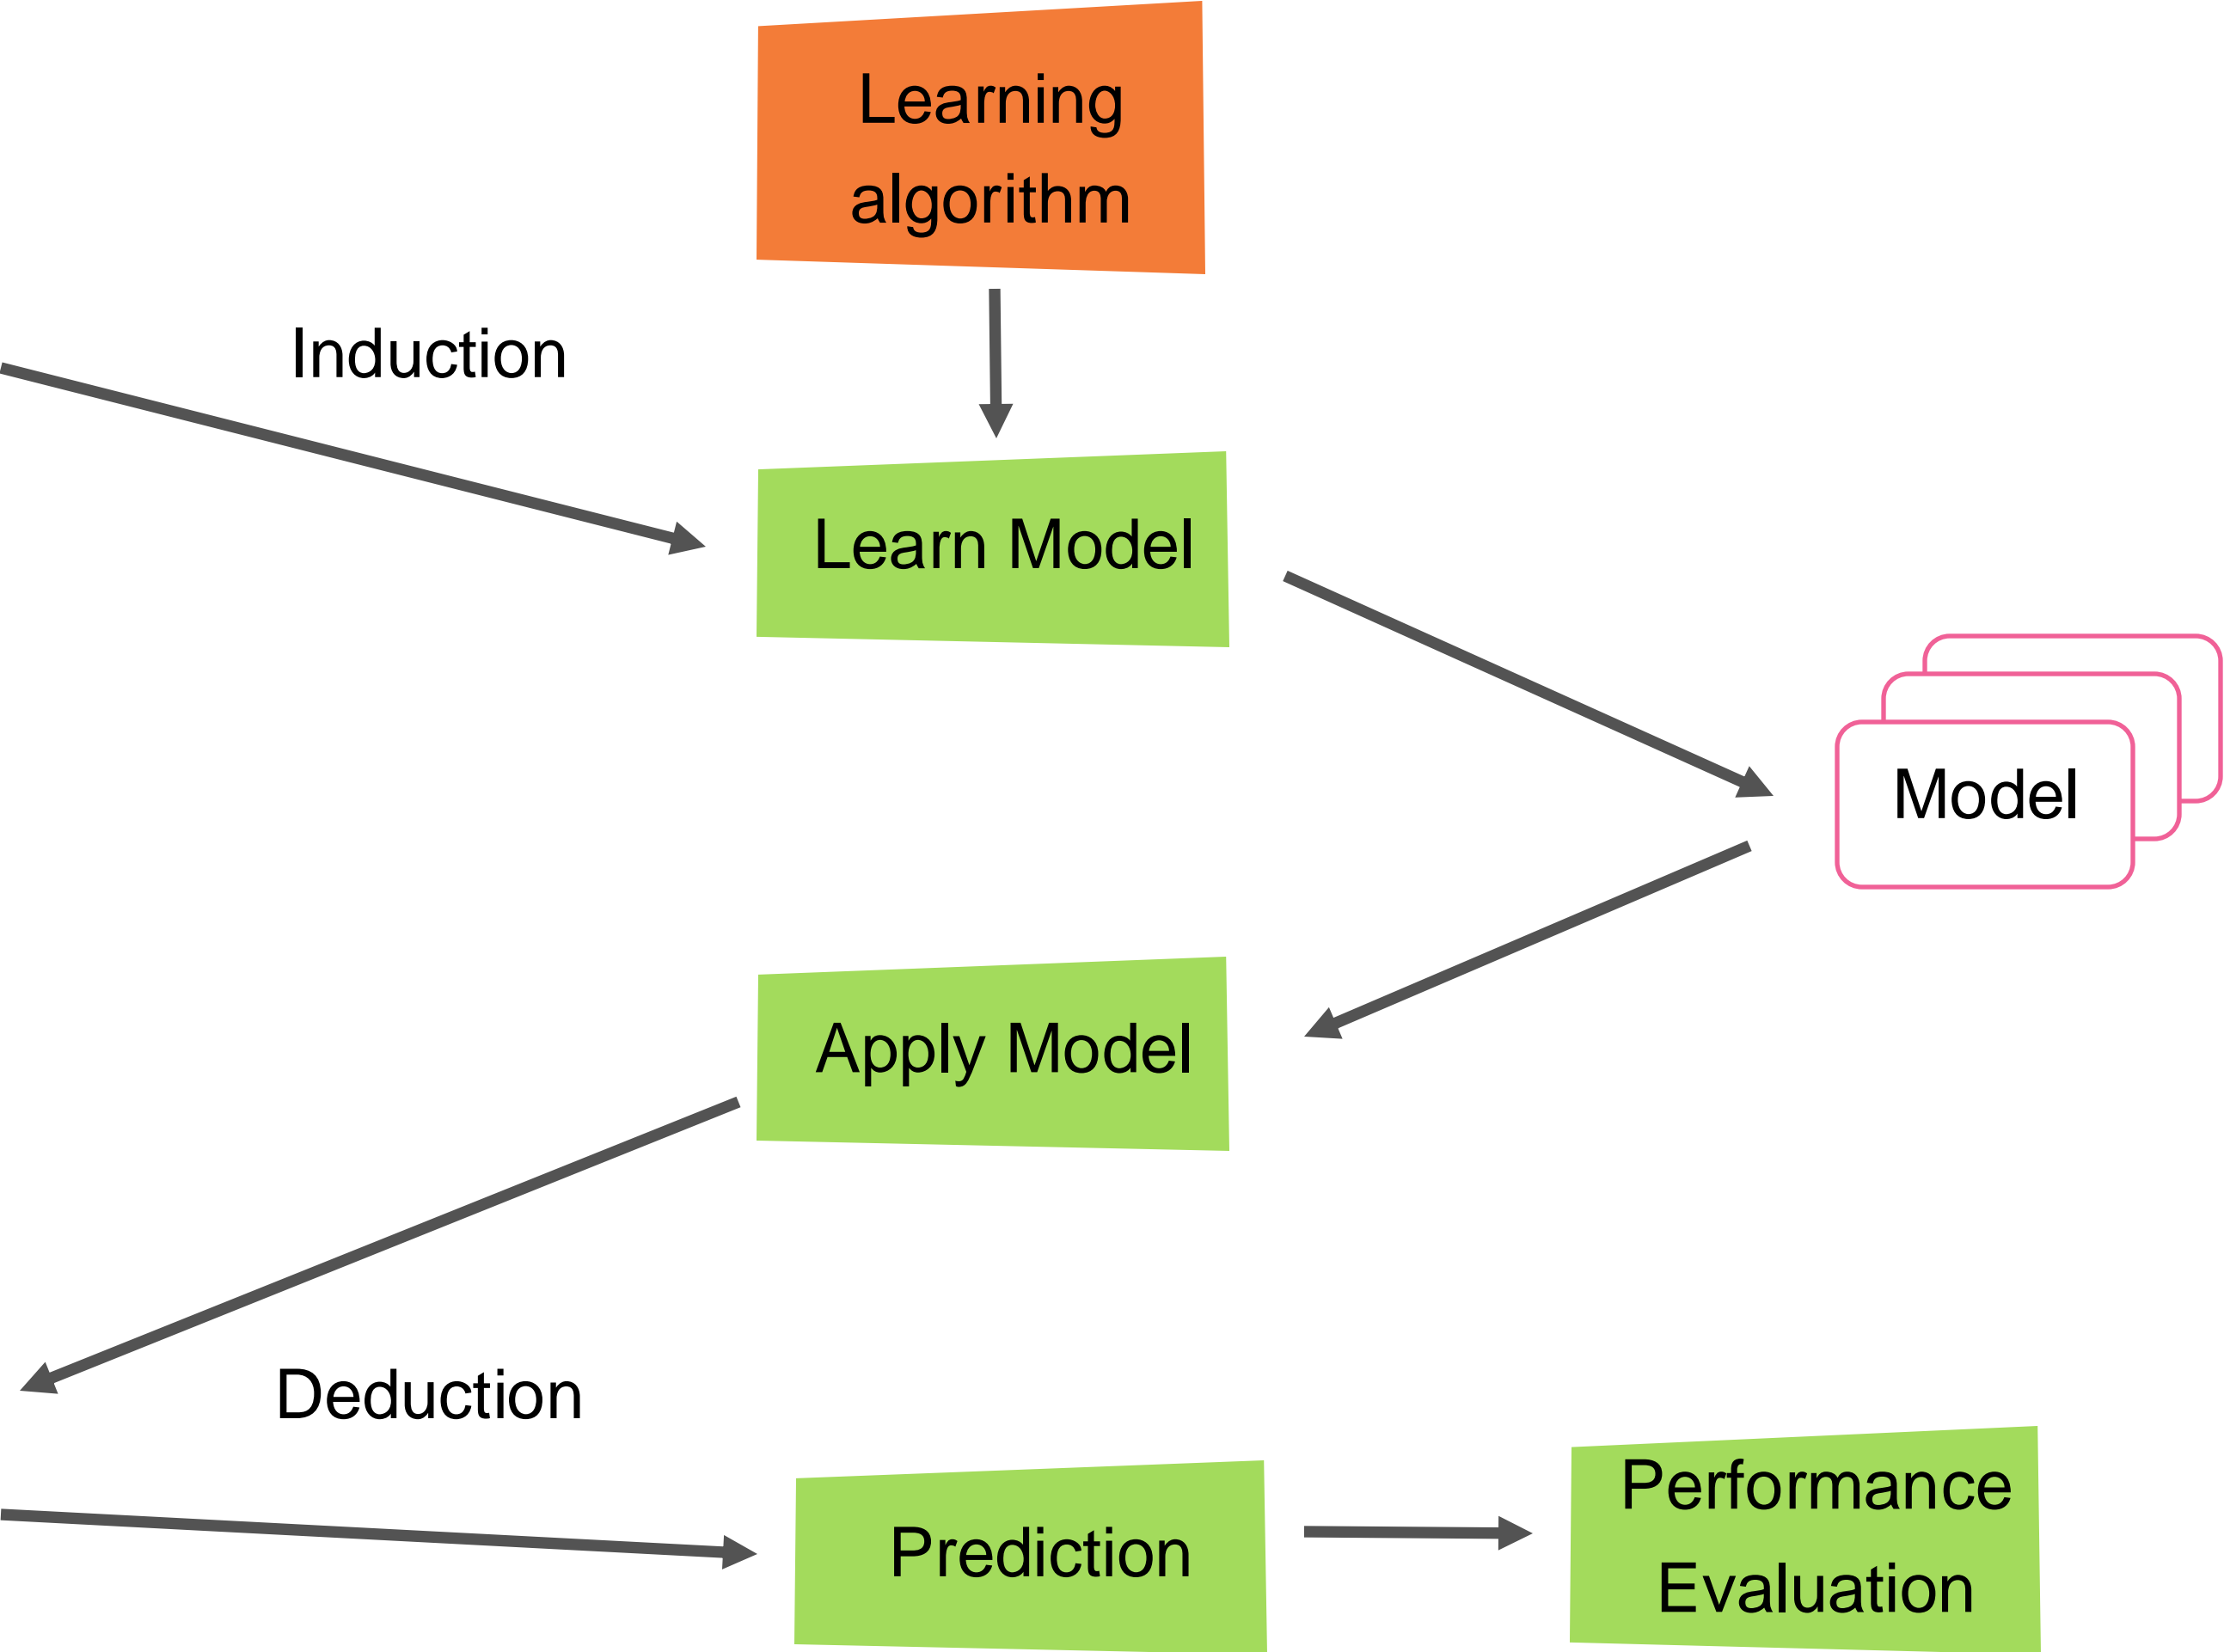 Learning
algorithm
Induction
Learn Model
Model
Apply Model
Deduction
Prediction
Performance
Evaluation